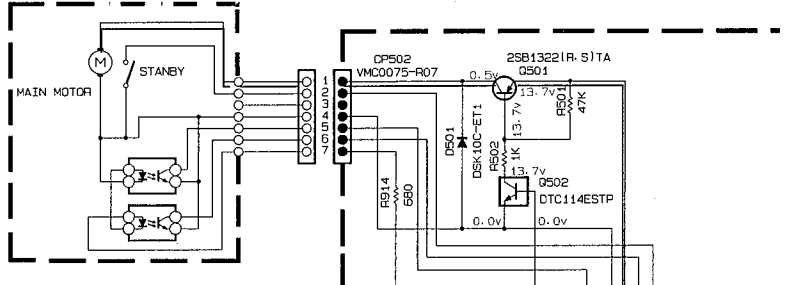 M
STANBY
MAIN MOTOR
1
2
3
4
5
6
7
CP502
VMC0075-R07
2SB1322(R.S)TA
Q501
0.5v
13.7v
13.7v
R501
47K
D501
DSK10C-ET1
R502
1K
13.7v
Q502
DTC114ESTP
R914
680
0.0v
0.0v